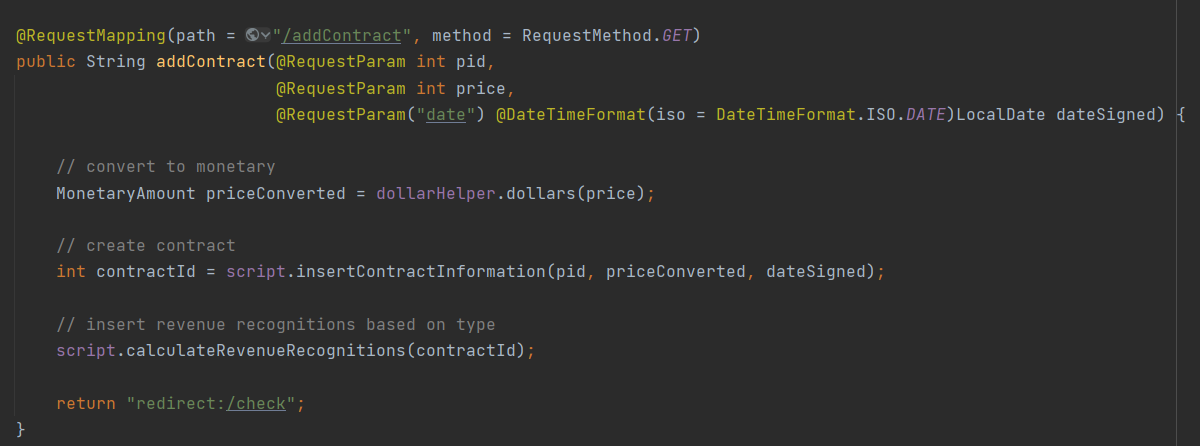 @RequestMapping(path = "/addContract", method = RequestMethod.GET)
public String addContract(@RequestParam int pid,
@RequestParam int price,
@RequestParam("date") @DateTimeFormat(iso = DateTimeFormat.ISO.DATE)LocalDate dateSigned) {
// convert to monetary
MonetaryAmount priceConverted = dollarHelper.dollars(price);
// create contract
int contractId = script.insertContractInformation(pid, priceConverted, dateSigned);
// insert revenue recognitions based on type
script.calculateRevenueRecognitions(contractId);
return "redirect:/check";
}